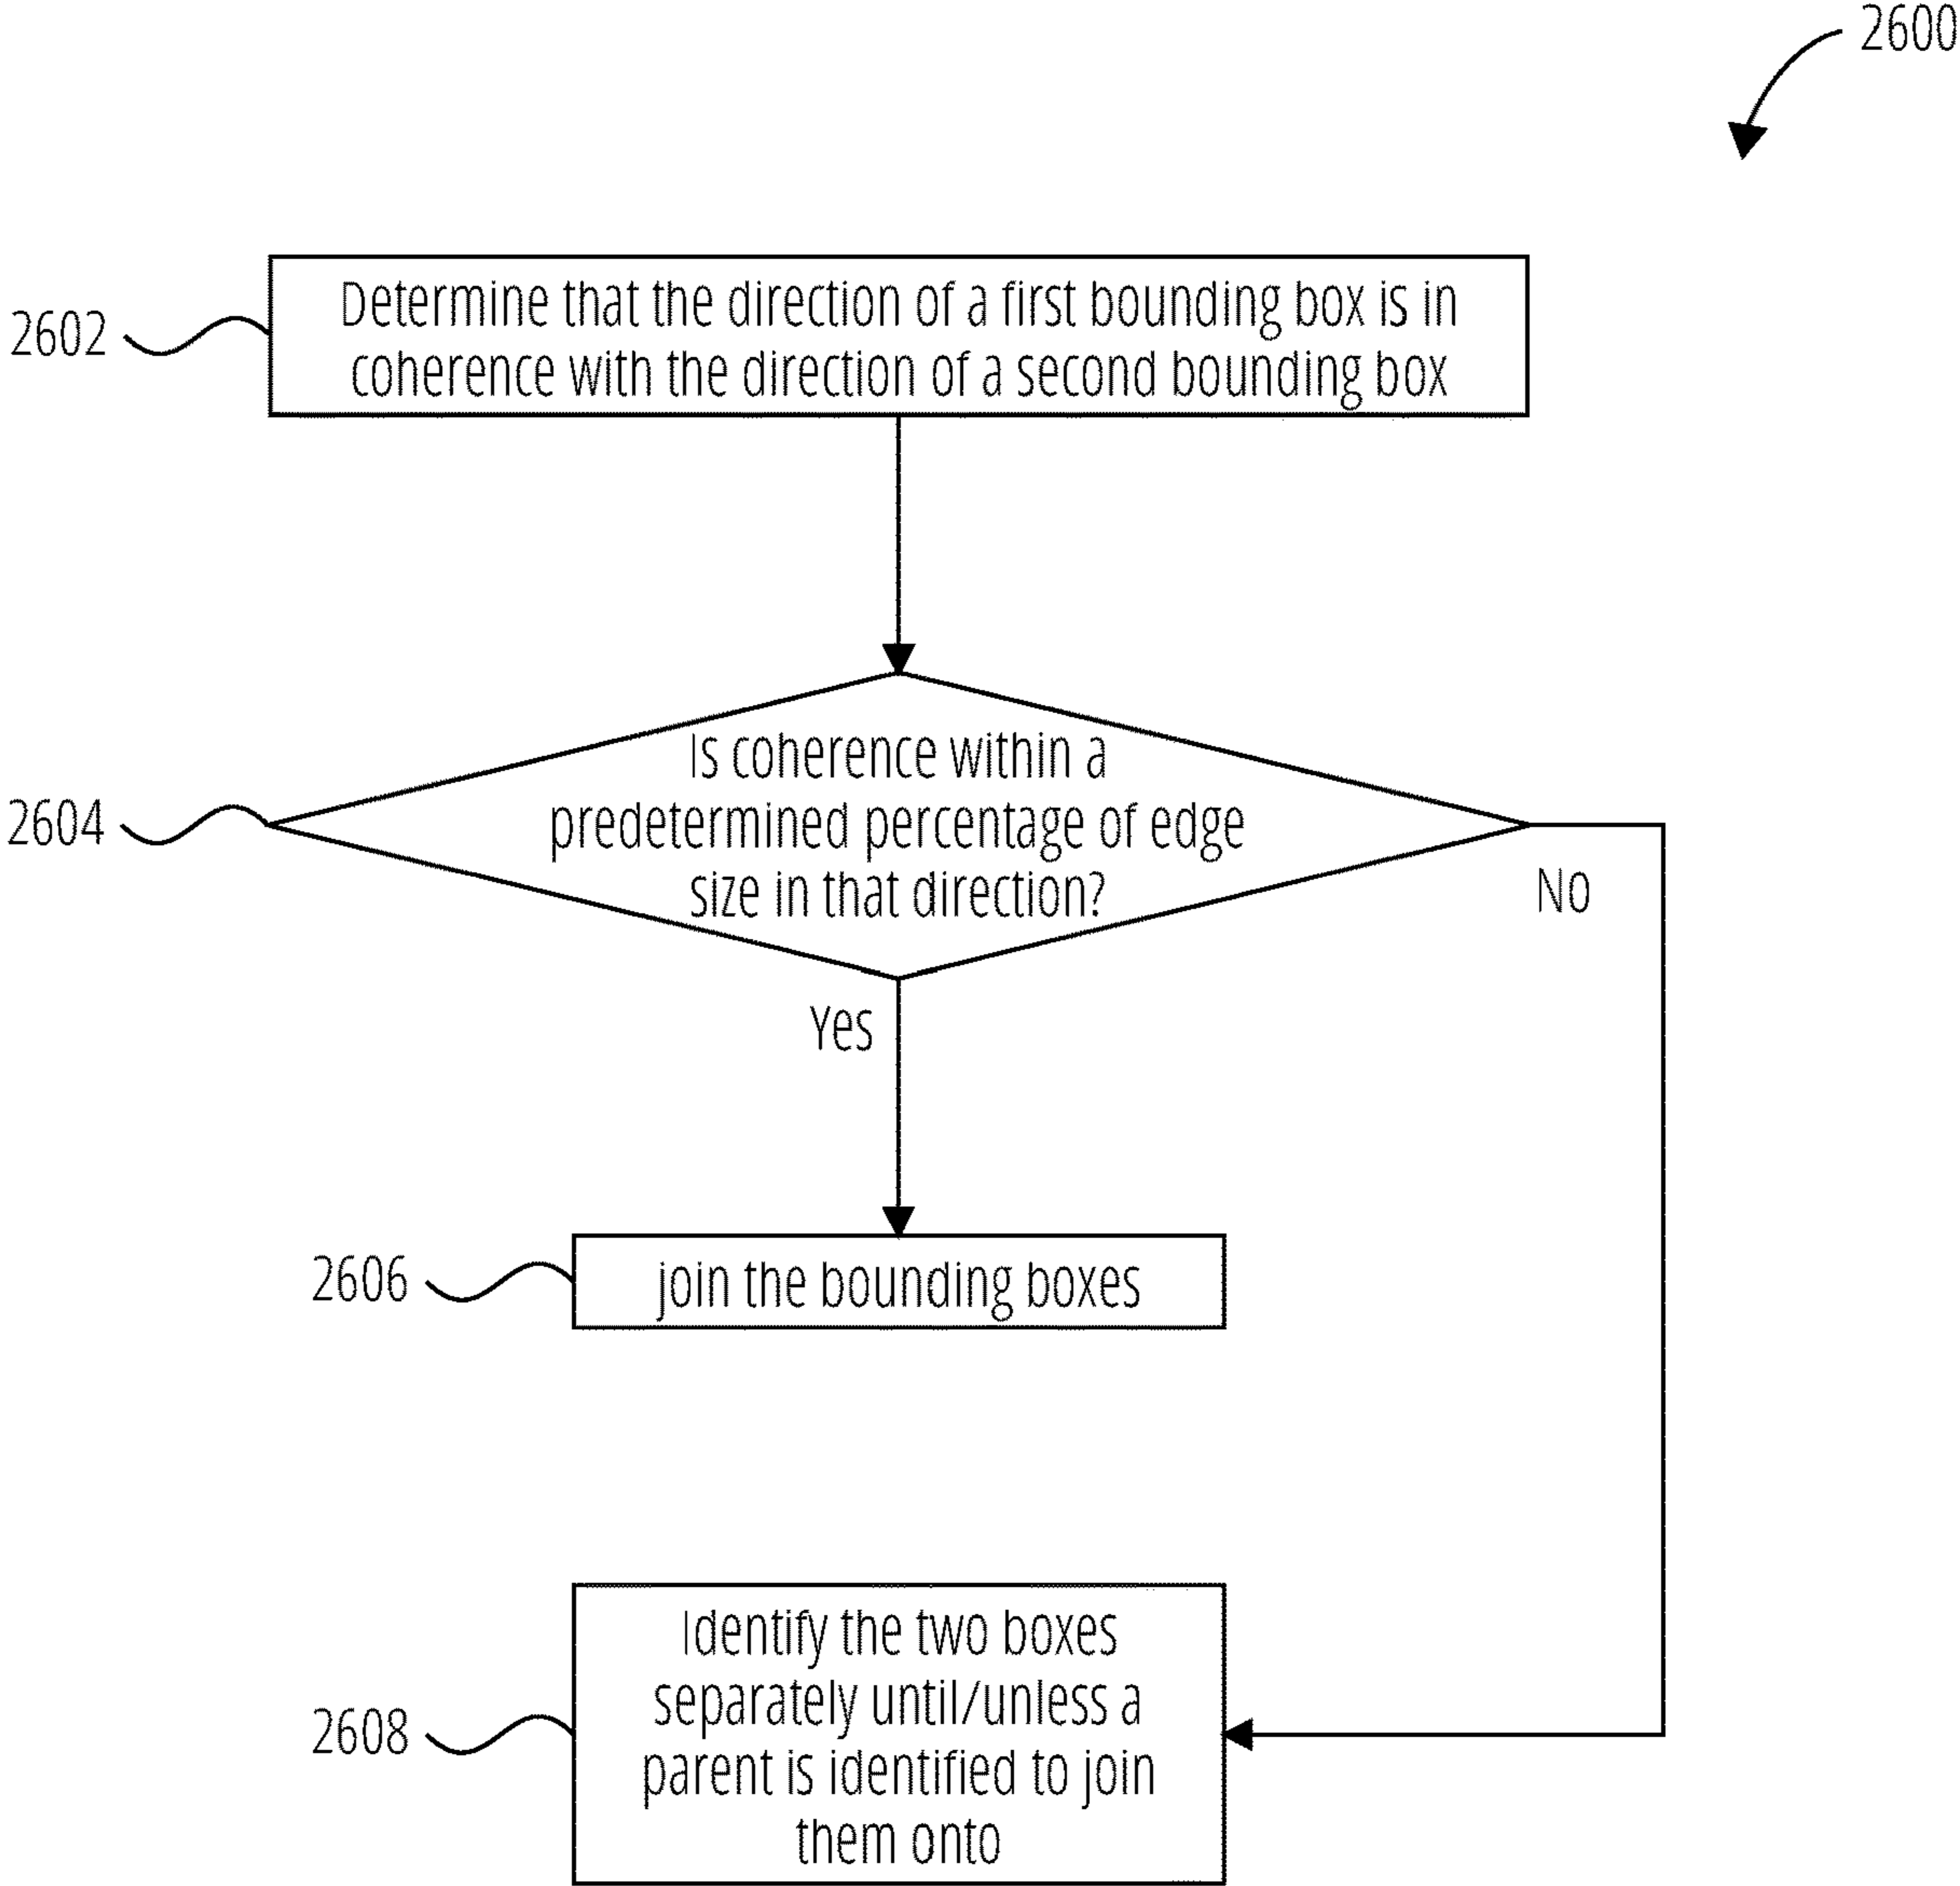 2600
2602
Determine that the direction of a first bounding box is in
coherence with the direction of a second bounding box
2604
Is coherence within a
predetermined percentage of edge
size in that direction?
No
Yes
2606
join the bounding boxes
2608
Identify the two boxes
separately until/unless a
parent is identified to join
them onto